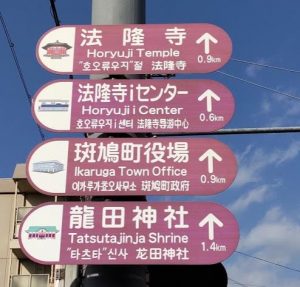 法隆寺
Horyuji Temple
"호오류우지"절 法隆寺
0.9km
法隆寺iセンター
Horyuji i Center
호오류우지 i 센터 法隆寺导游中心
0.6km
斑鳩町役場
Ikaruga Town Office
이카루가쵸오사무소 斑鳩町政府
0.9km
龍田神社
Tatsutajinja Shrine
"타츠타"신사 龙田神社
1.4km